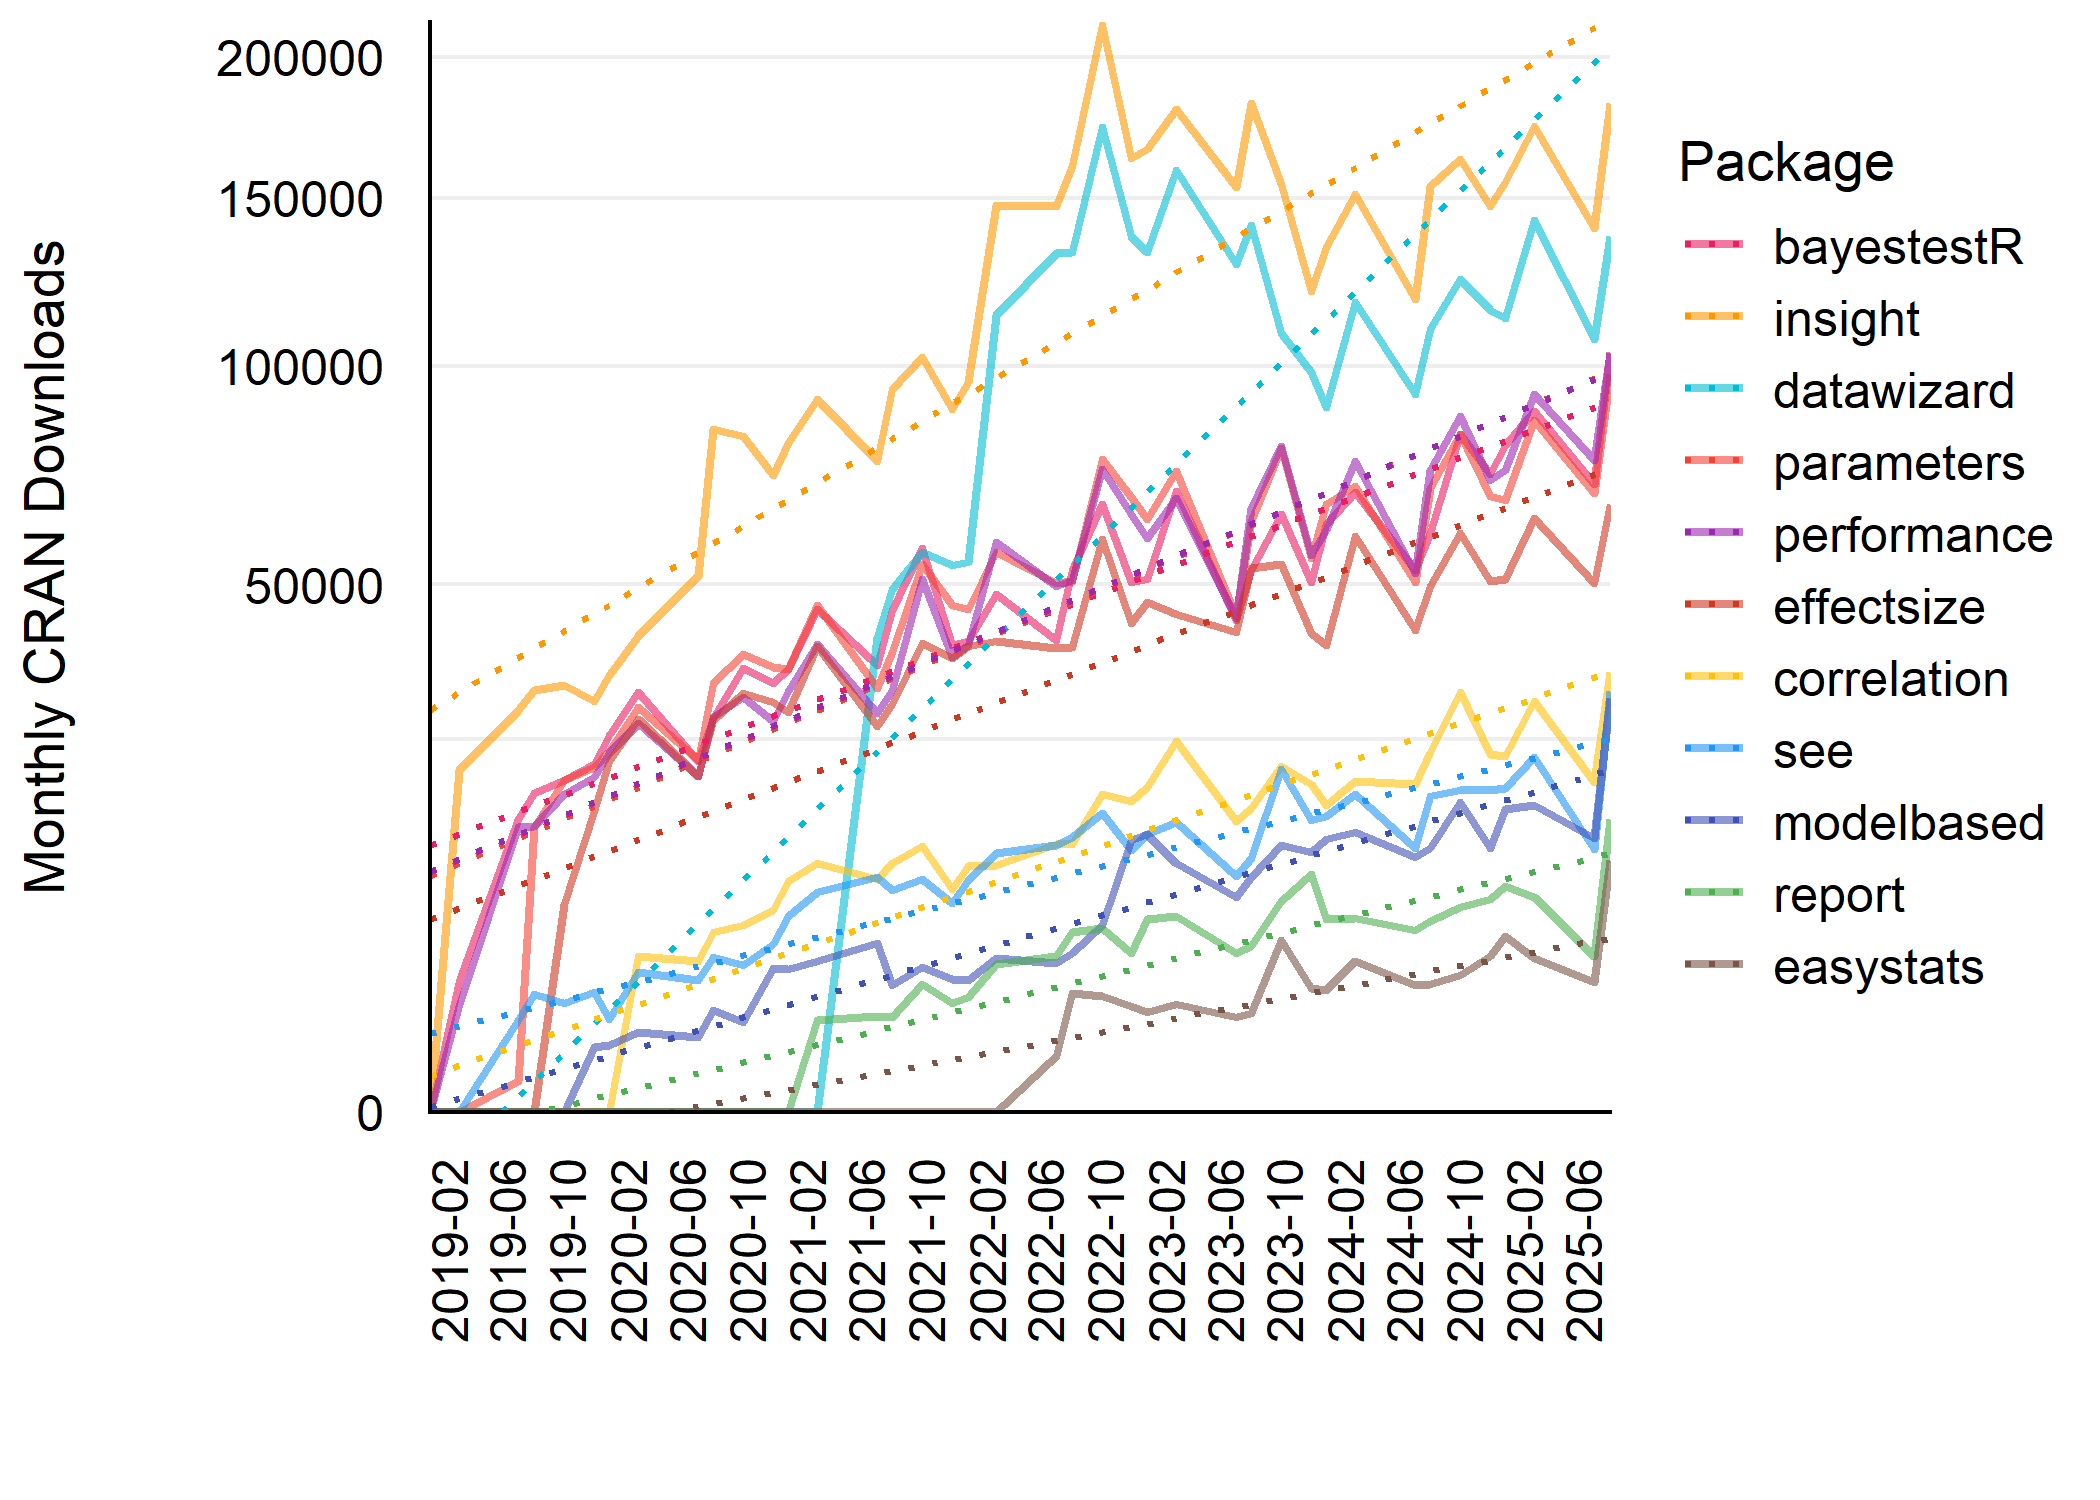 Monthly CRAN Downloads
200000
150000
100000
50000
0
2019-02
2019-06
2019-10
2020-02
2020-06
2020-10
2021-02
2021-06
2021-10
2022-02
2022-06
2022-10
2023-02
2023-06
2023-10
2024-02
2024-06
2024-10
2025-02
2025-06
Package
bayestestR
insight
datawizard
parameters
performance
effectsize
correlation
see
modelbased
report
easystats